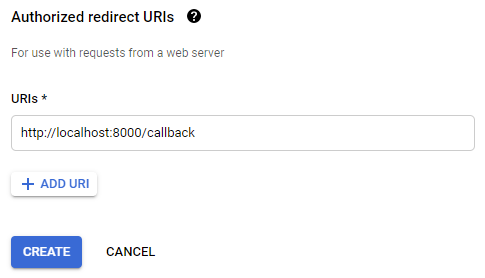 Authorized redirect URIs ?
For use with requests from a web server
URIs *
http://localhost:8000/callback
+ ADD URI
CREATE CANCEL